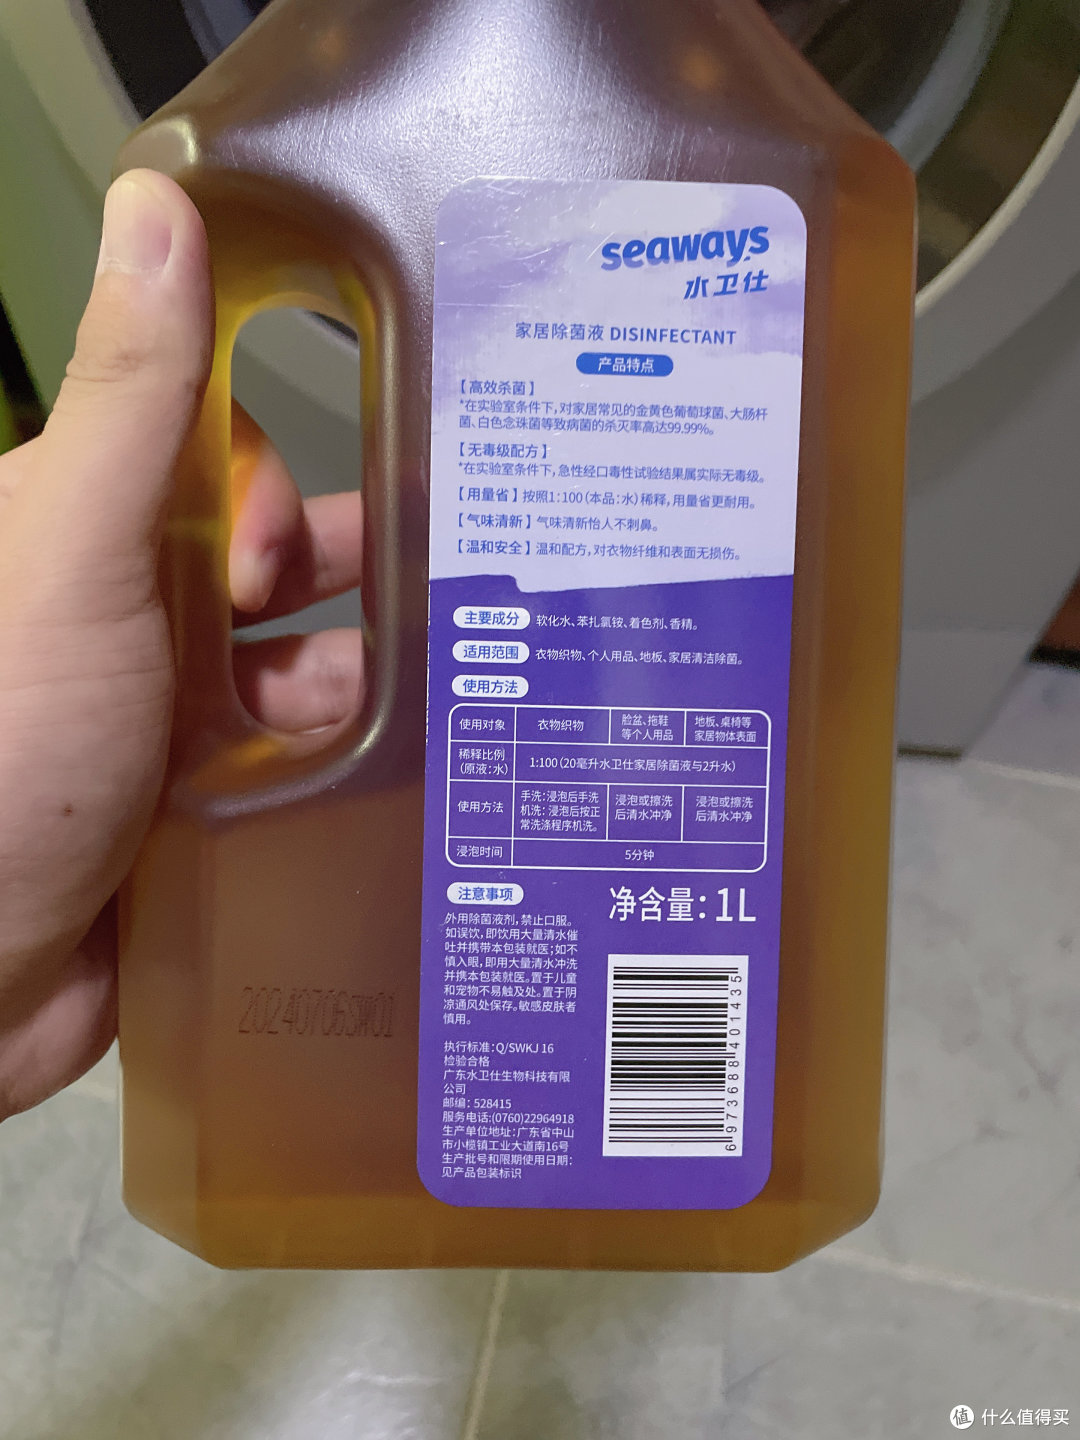 seaways
水卫仕
家居除菌液 DISINFECTANT
产品特点
【高效杀菌】
*在实验室条件下,对家居常见的金黄色葡萄球菌、大肠杆
菌、白色念珠菌等致病菌的杀灭率高达99.99%。
【无毒级配方】
*在实验室条件下,急性经口毒性试验结果属实际无毒级。
【用量省】按照1:100(本品:水)稀释,用量省更耐用。
【气味清新】气味清新怡人不刺鼻。
【温和安全】温和配方,对衣物纤维和表面无损伤。
主要成分 软化水、苯扎氯铵、着色剂、香精。
适用范围 衣物织物、个人用品、地板、家居清洁除菌。
使用方法
使用对象 衣物织物 脸盆、拖鞋 地板、桌椅等
等个人用品 家居物体表面
稀释比例
(原液:水) 1:100(20毫升水卫仕家居除菌液与2升水)
使用方法 手洗:浸泡后手洗 浸泡或擦洗 浸泡或擦洗
机洗:浸泡后按正 后清水冲净 后清水冲净
常洗涤程序机洗。
浸泡时间 5分钟
注意事项
净含量:1L
外用除菌液剂,禁止口服。
如误饮,即饮用大量清水催
吐并携带本包装就医;如不
慎入眼,即用大量清水冲洗
并携本包装就医。置于儿童
和宠物不易触及处。置于阴
凉通风处保存。敏感皮肤者
慎用。
执行标准:Q/SWKJ 16
检验合格
广东水卫仕生物科技有限
公司
邮编:528415
服务电话:(0760)22964918
生产单位地址:广东省中山
市小榄镇工业大道南16号
生产批号和限期使用日期:
见产品包装标识
6973688401435
20240706SW01
值 什么值得买